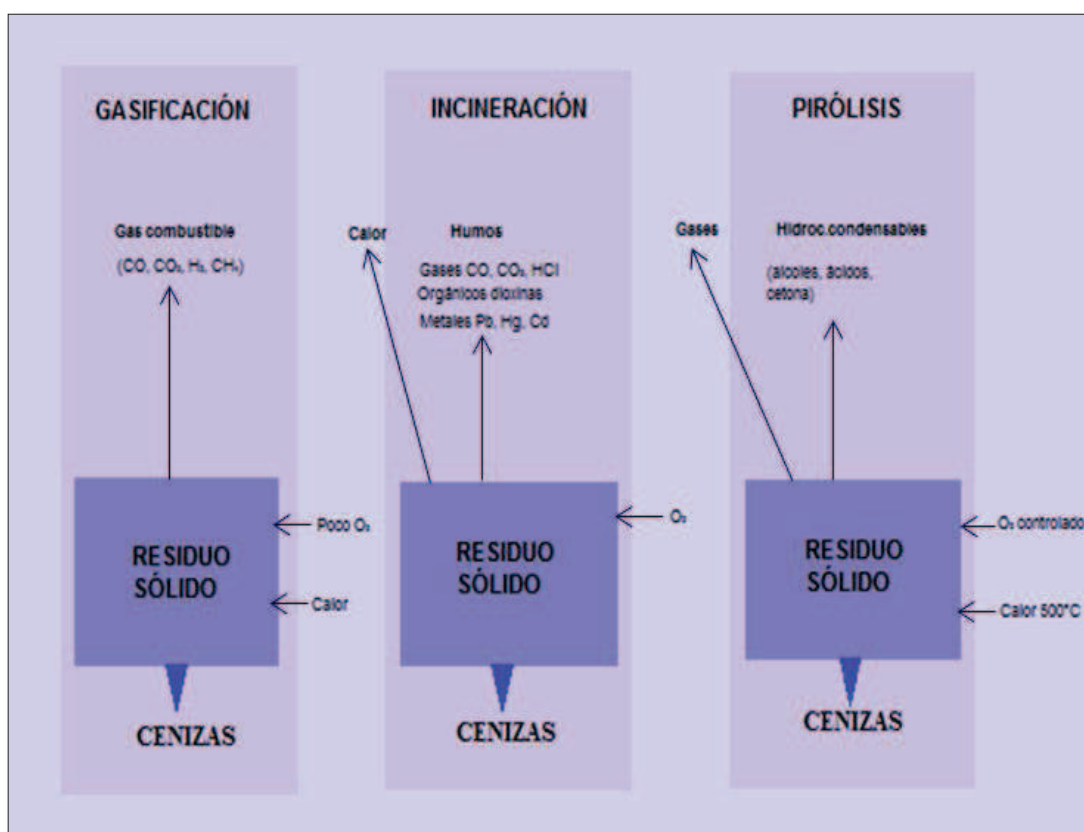 GASIFICACIÓN
Gas combustible
(CO, CO₂, H₂, CH₄)
Poco O₂
Calor
RESIDUO
SÓLIDO
CENIZAS
INCINERACIÓN
Calor
Humos
Gases CO, CO₂, HCl
Orgánicos dioxinas
Metales Pb, Hg, Cd
O₂
RESIDUO
SÓLIDO
CENIZAS
PIRÓLISIS
Gases
Hidroc.condensables
(alcoles, ácidos,
cetona)
O₂ controlado
Calor 500°C
RESIDUO
SÓLIDO
CENIZAS